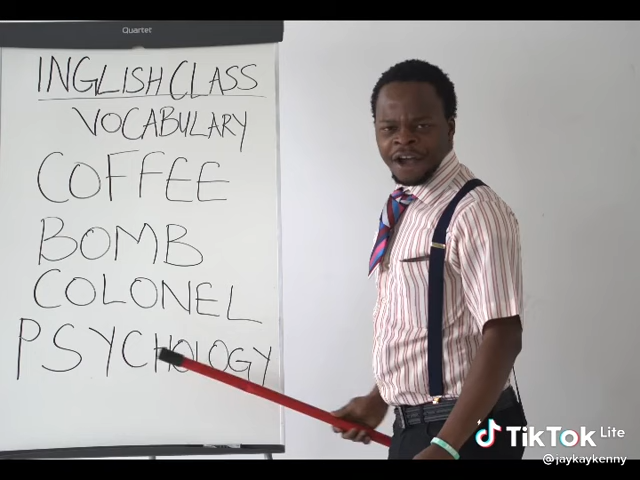 Quartet
INGLISH CLASS
VOCABULARY
COFFEE
BOMB
COLONEL
PSYCHOLOGY
TikTok Lite
@jaykaykenny